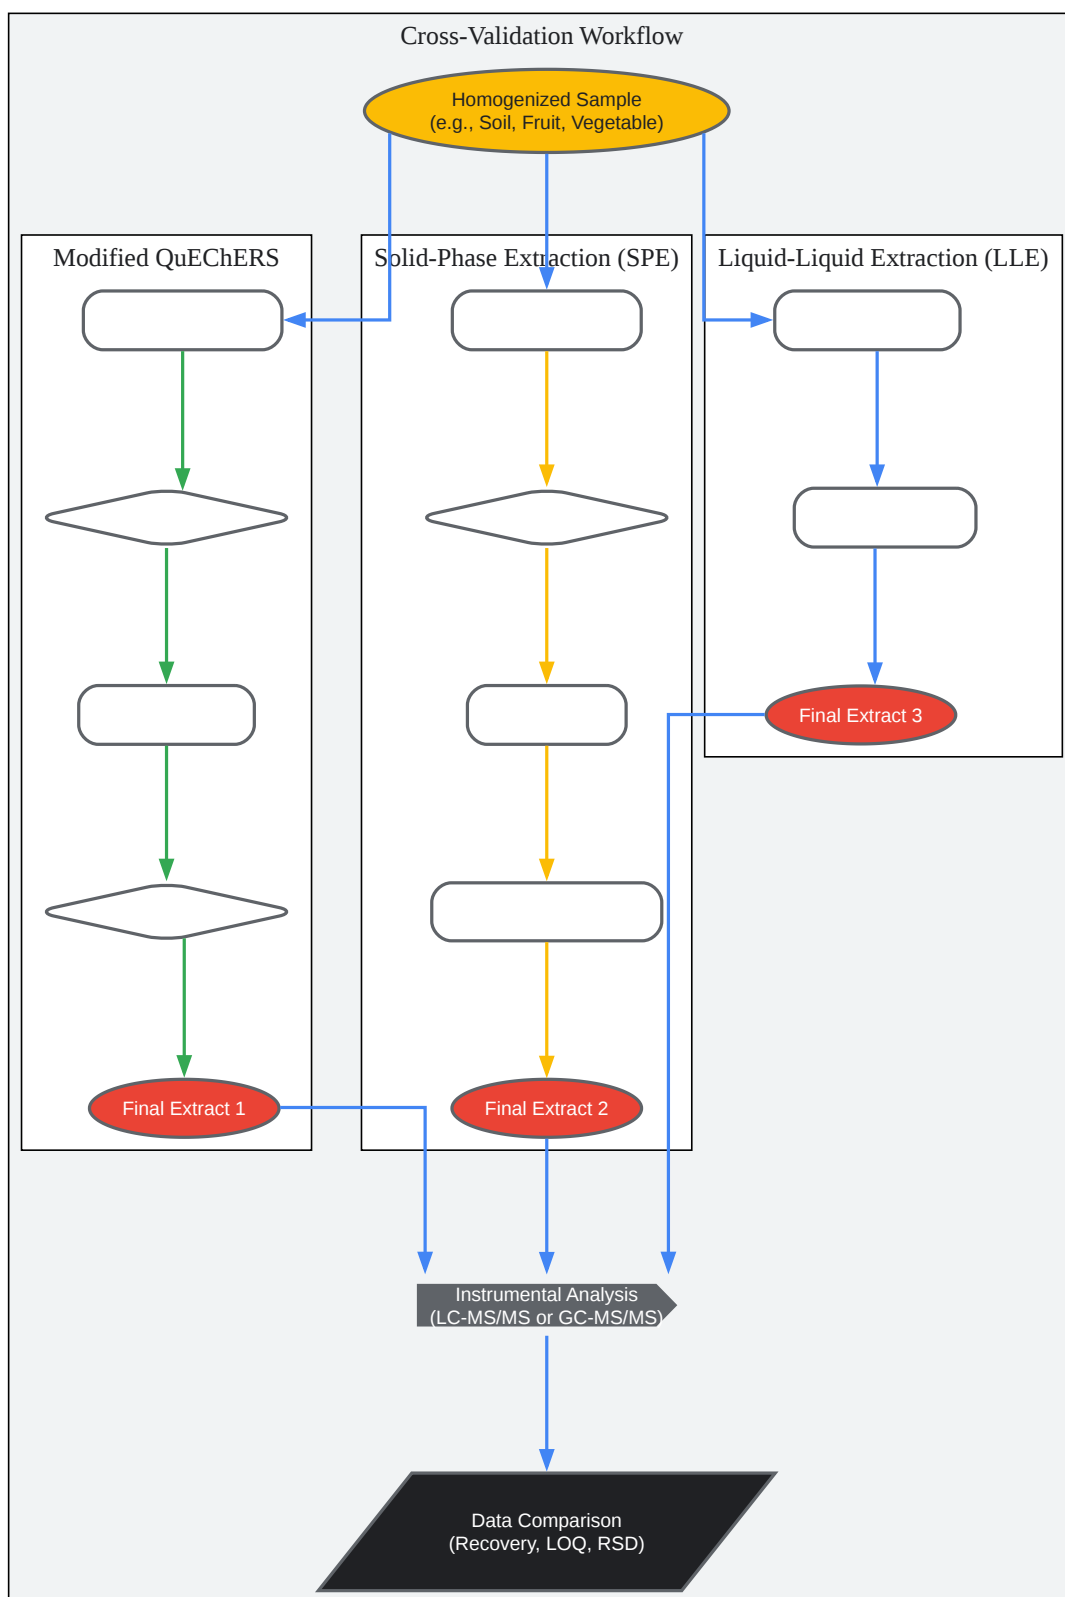 Cross-Validation Workflow
Homogenized Sample
(e.g., Soil, Fruit, Vegetable)
Modified QuEChERS
Solid-Phase Extraction (SPE)
Liquid-Liquid Extraction (LLE)
Final Extract 3
Final Extract 1
Final Extract 2
Instrumental Analysis
(LC-MS/MS or GC-MS/MS)
Data Comparison
(Recovery, LOQ, RSD)